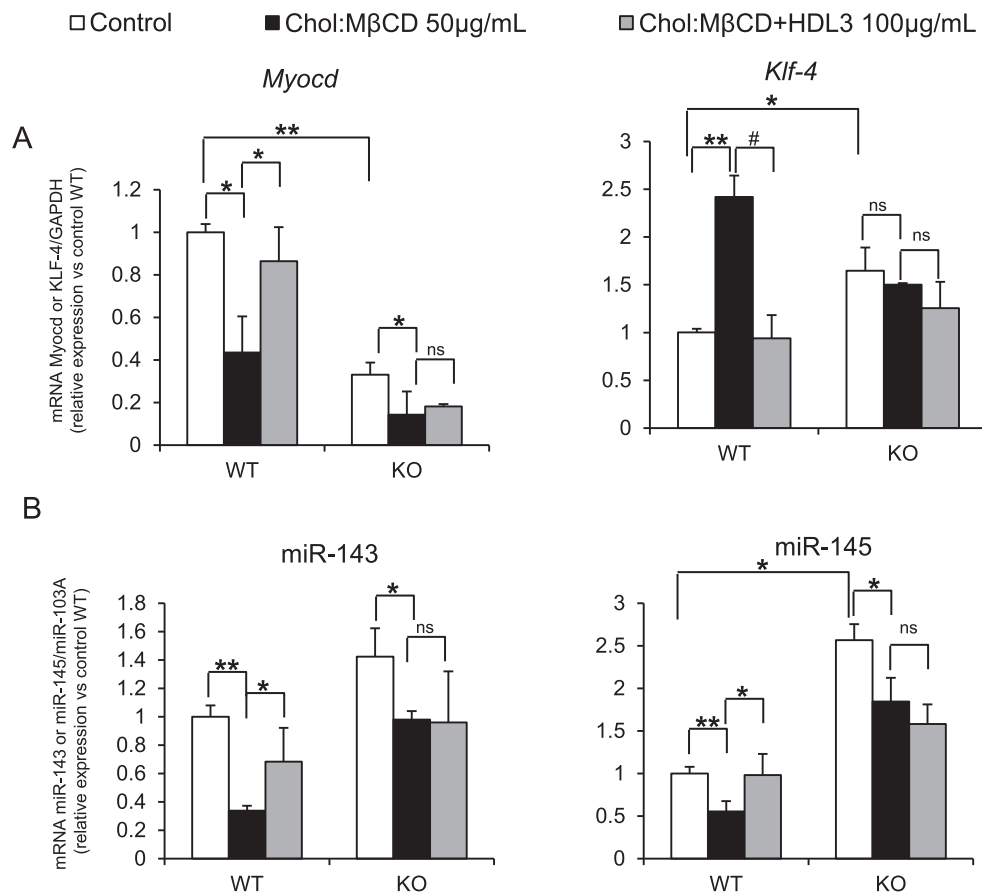 Control Chol:MβCD 50µg/mL Chol:MβCD+HDL3 100µg/mL
Myocd
Klf-4
A
mRNA Myocd or KLF-4/GAPDH
(relative expression vs control WT)
1.2
1
0.8
0.6
0.4
0.2
0
**
*
*
*
ns
WT KO
3
2.5
2
1.5
1
0.5
0
*
**
#
ns
ns
WT KO
B
miR-143
miR-145
mRNA miR-143 or miR-145/miR-103A
(relative expression vs control WT)
1.8
1.6
1.4
1.2
1
0.8
0.6
0.4
0.2
0
**
*
*
ns
WT KO
3
2.5
2
1.5
1
0.5
0
*
**
*
*
ns
WT KO